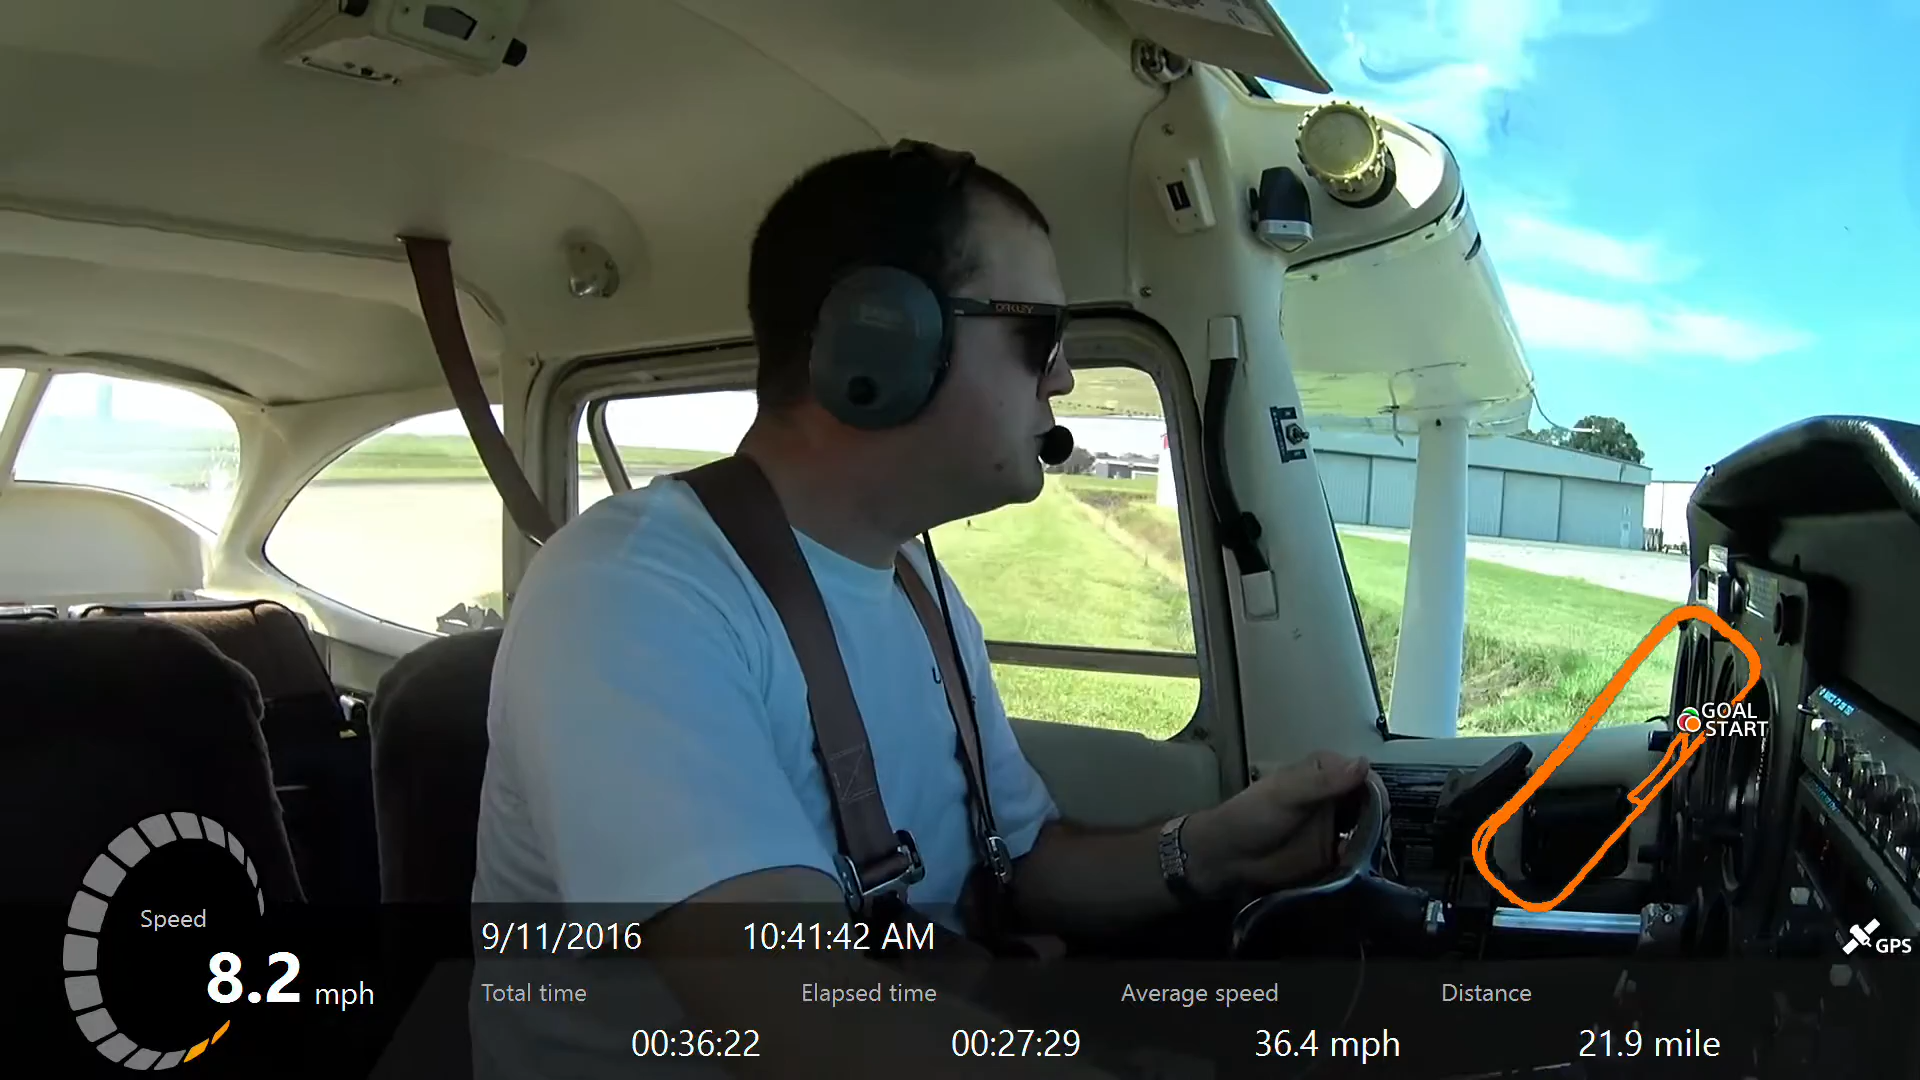 OAKLEY
GOAL
START
GPS
Speed
8.2 mph
9/11/2016 10:41:42 AM
Total time Elapsed time Average speed Distance
00:36:22 00:27:29 36.4 mph 21.9 mile